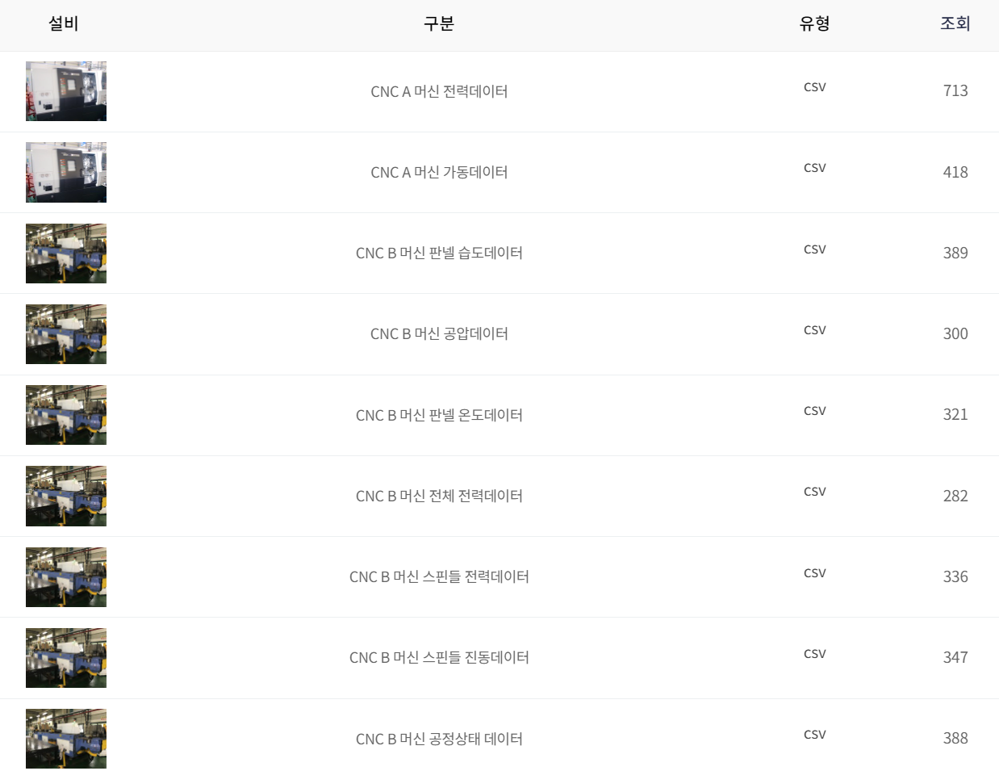 설비 구분 유형 조회
CNC A 머신 전력데이터 CSV 713
CNC A 머신 가동데이터 CSV 418
CNC B 머신 판넬 습도데이터 CSV 389
CNC B 머신 공압데이터 CSV 300
CNC B 머신 판넬 온도데이터 CSV 321
CNC B 머신 전체 전력데이터 CSV 282
CNC B 머신 스핀들 전력데이터 CSV 336
CNC B 머신 스핀들 진동데이터 CSV 347
CNC B 머신 공정상태 데이터 CSV 388